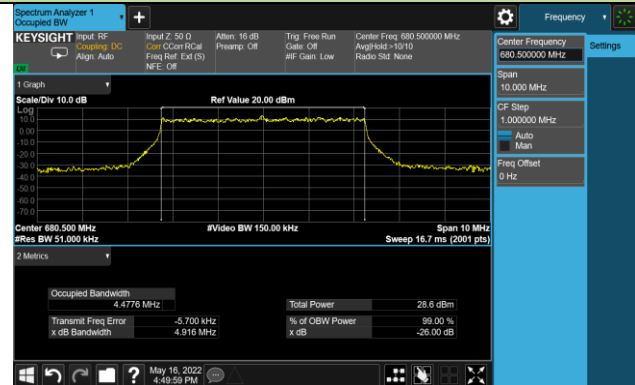 Spectrum Analyzer 1
Occupied BW
+
Frequency
KEYSIGHT
Input: RF
Coupling: DC
Align: Auto
Input Z: 50 Ω
Corr CCorr RCal
Freq Ref: Ext (S)
NFE: Off
Atten: 16 dB
Preamp: Off
Trig: Free Run
Gate: Off
#IF Gain: Low
Center Freq: 680.500000 MHz
Avg|Hold:>10/10
Radio Std: None
LXI
Center Frequency
680.500000 MHz
Settings
Span
10.000 MHz
CF Step
1.000000 MHz
Auto
Man
Freq Offset
0 Hz
1 Graph
Scale/Div 10.0 dB
Ref Value 20.00 dBm
Log
10.0
0.00
-10.0
-20.0
-30.0
-40.0
-50.0
-60.0
-70.0
Center 680.500 MHz
#Video BW 150.00 kHz
Span 10 MHz
#Res BW 51.000 kHz
Sweep 16.7 ms (2001 pts)
2 Metrics
Occupied Bandwidth
4.4776 MHz
Total Power
28.6 dBm
Transmit Freq Error
-5.700 kHz
% of OBW Power
99.00 %
x dB Bandwidth
4.916 MHz
x dB
-26.00 dB
?
May 16, 2022
4:49:59 PM